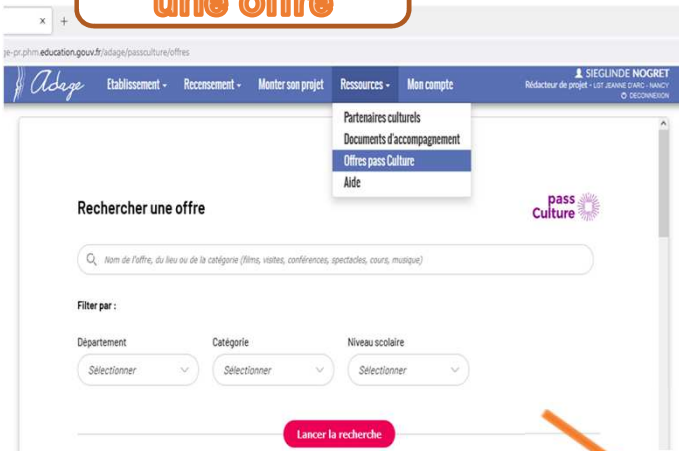 une offre
x +
ge-pr.phm.education.gouv.fr/adage/passculture/offres
Adage Etablissement - Recensement - Monter son projet Ressources - Mon compte
SIEGLINDE NOGRET
Rédacteur de projet - LGT JEANNE D'ARC - NANCY
DECONNEXION
Partenaires culturels
Documents d'accompagnement
Offres pass Culture
Aide
Rechercher une offre
pass
Culture
Nom de l'offre, du lieu ou de la catégorie (films, visites, conférences, spectacles, cours, musique)
Filter par :
Département Catégorie Niveau scolaire
Sélectionner Sélectionner Sélectionner
Lancer la recherche